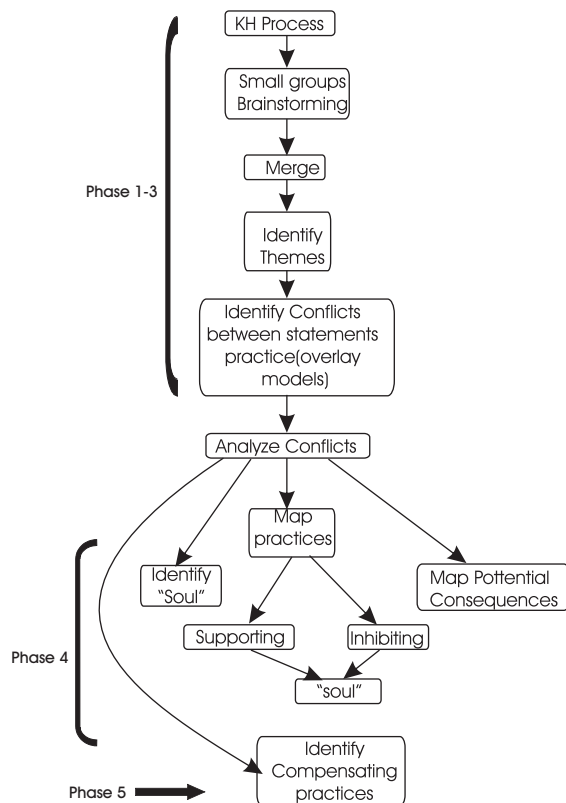 KH Process
Small groups
Brainstorming
Merge
Phase 1-3
Identify
Themes
Identify Conflicts
between statements
practice(overlay
models)
Analyze Conflicts
Map
practices
Identify
“Soul”
Map Pottential
Consequences
Supporting
Inhibiting
Phase 4
“soul”
Identify
Compensating
practices
Phase 5